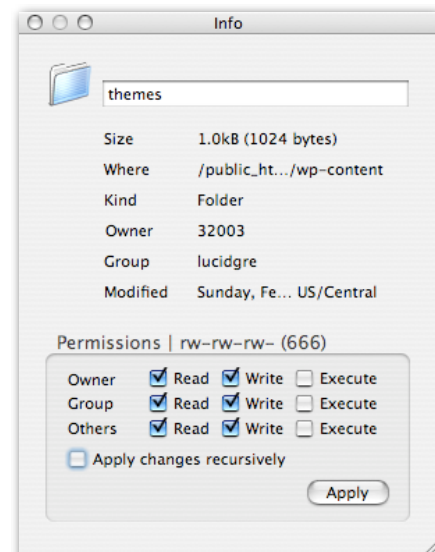 Info
themes
Size 1.0kB (1024 bytes)
Where /public_ht.../wp-content
Kind Folder
Owner 32003
Group lucidgre
Modified Sunday, Fe... US/Central
Permissions | rw-rw-rw- (666)
Owner Read Write Execute
Group Read Write Execute
Others Read Write Execute
Apply changes recursively
Apply